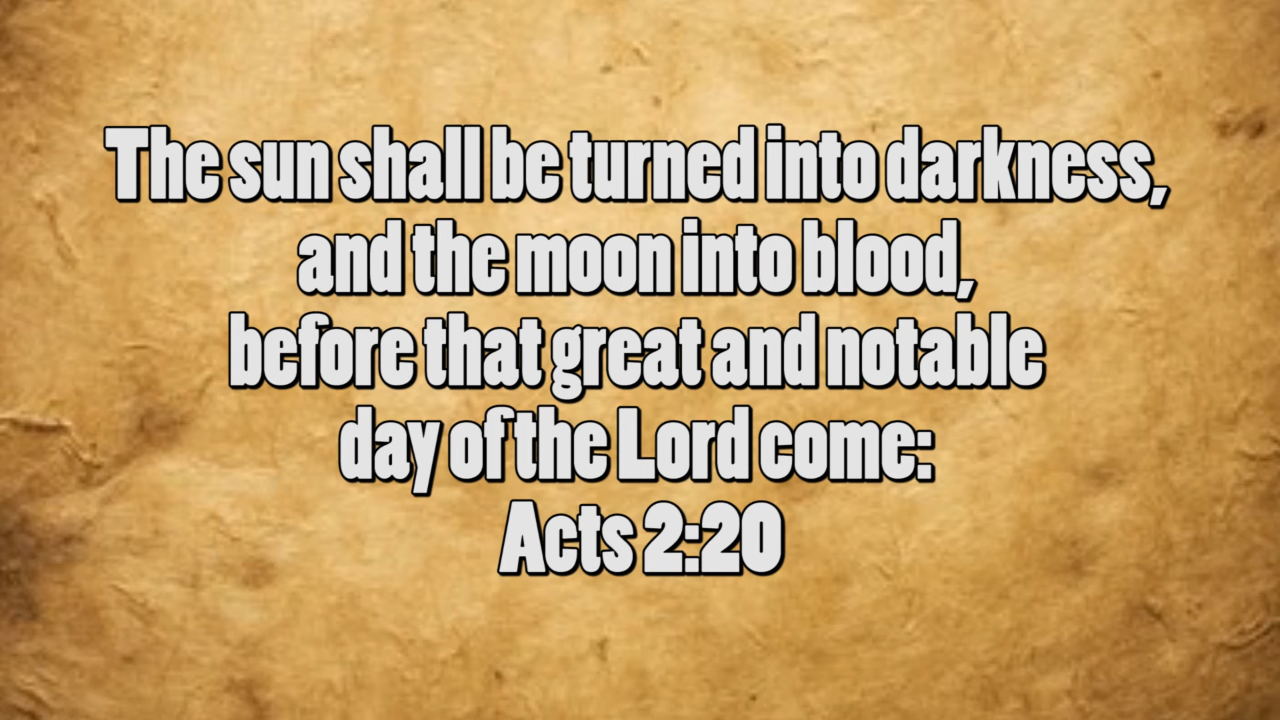 The sun shall be turned into darkness,
and the moon into blood,
before that great and notable
day of the Lord come:
Acts 2:20